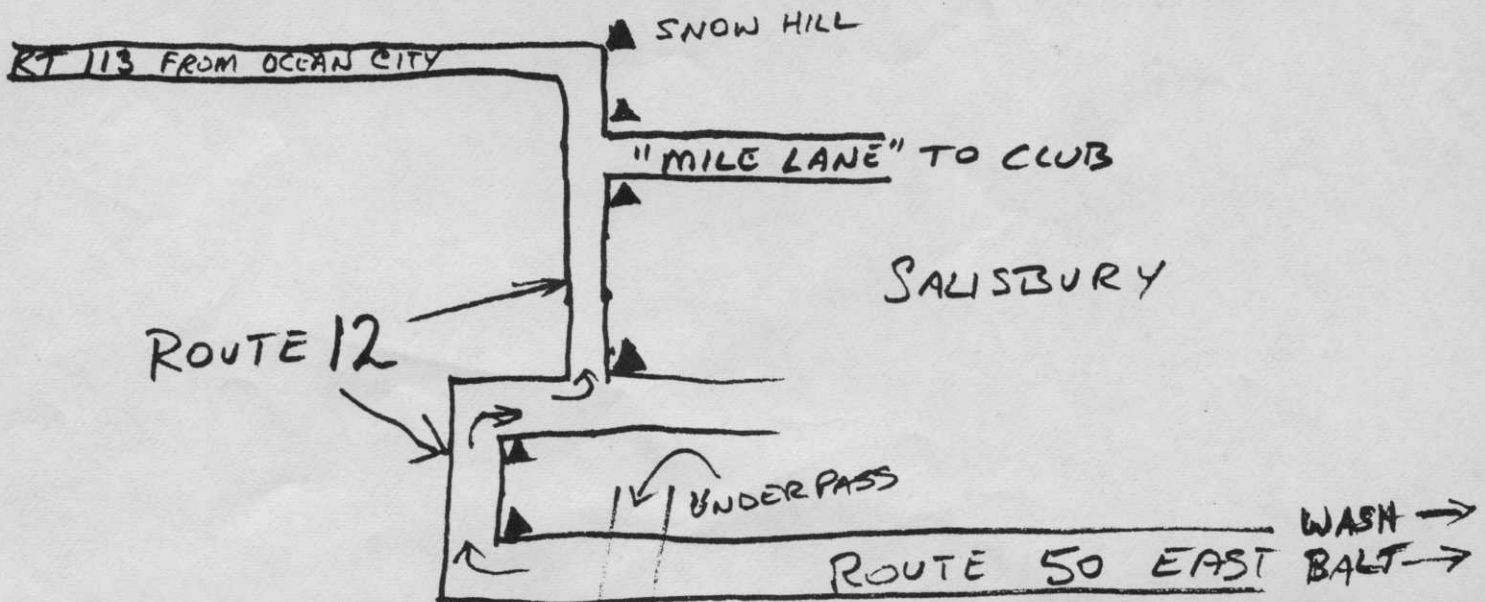 SNOW HILL
RT 113 FROM OCEAN CITY
"MILE LANE" TO CLUB
SALISBURY
ROUTE 12
UNDERPASS
WASH
ROUTE 50 EAST BALT